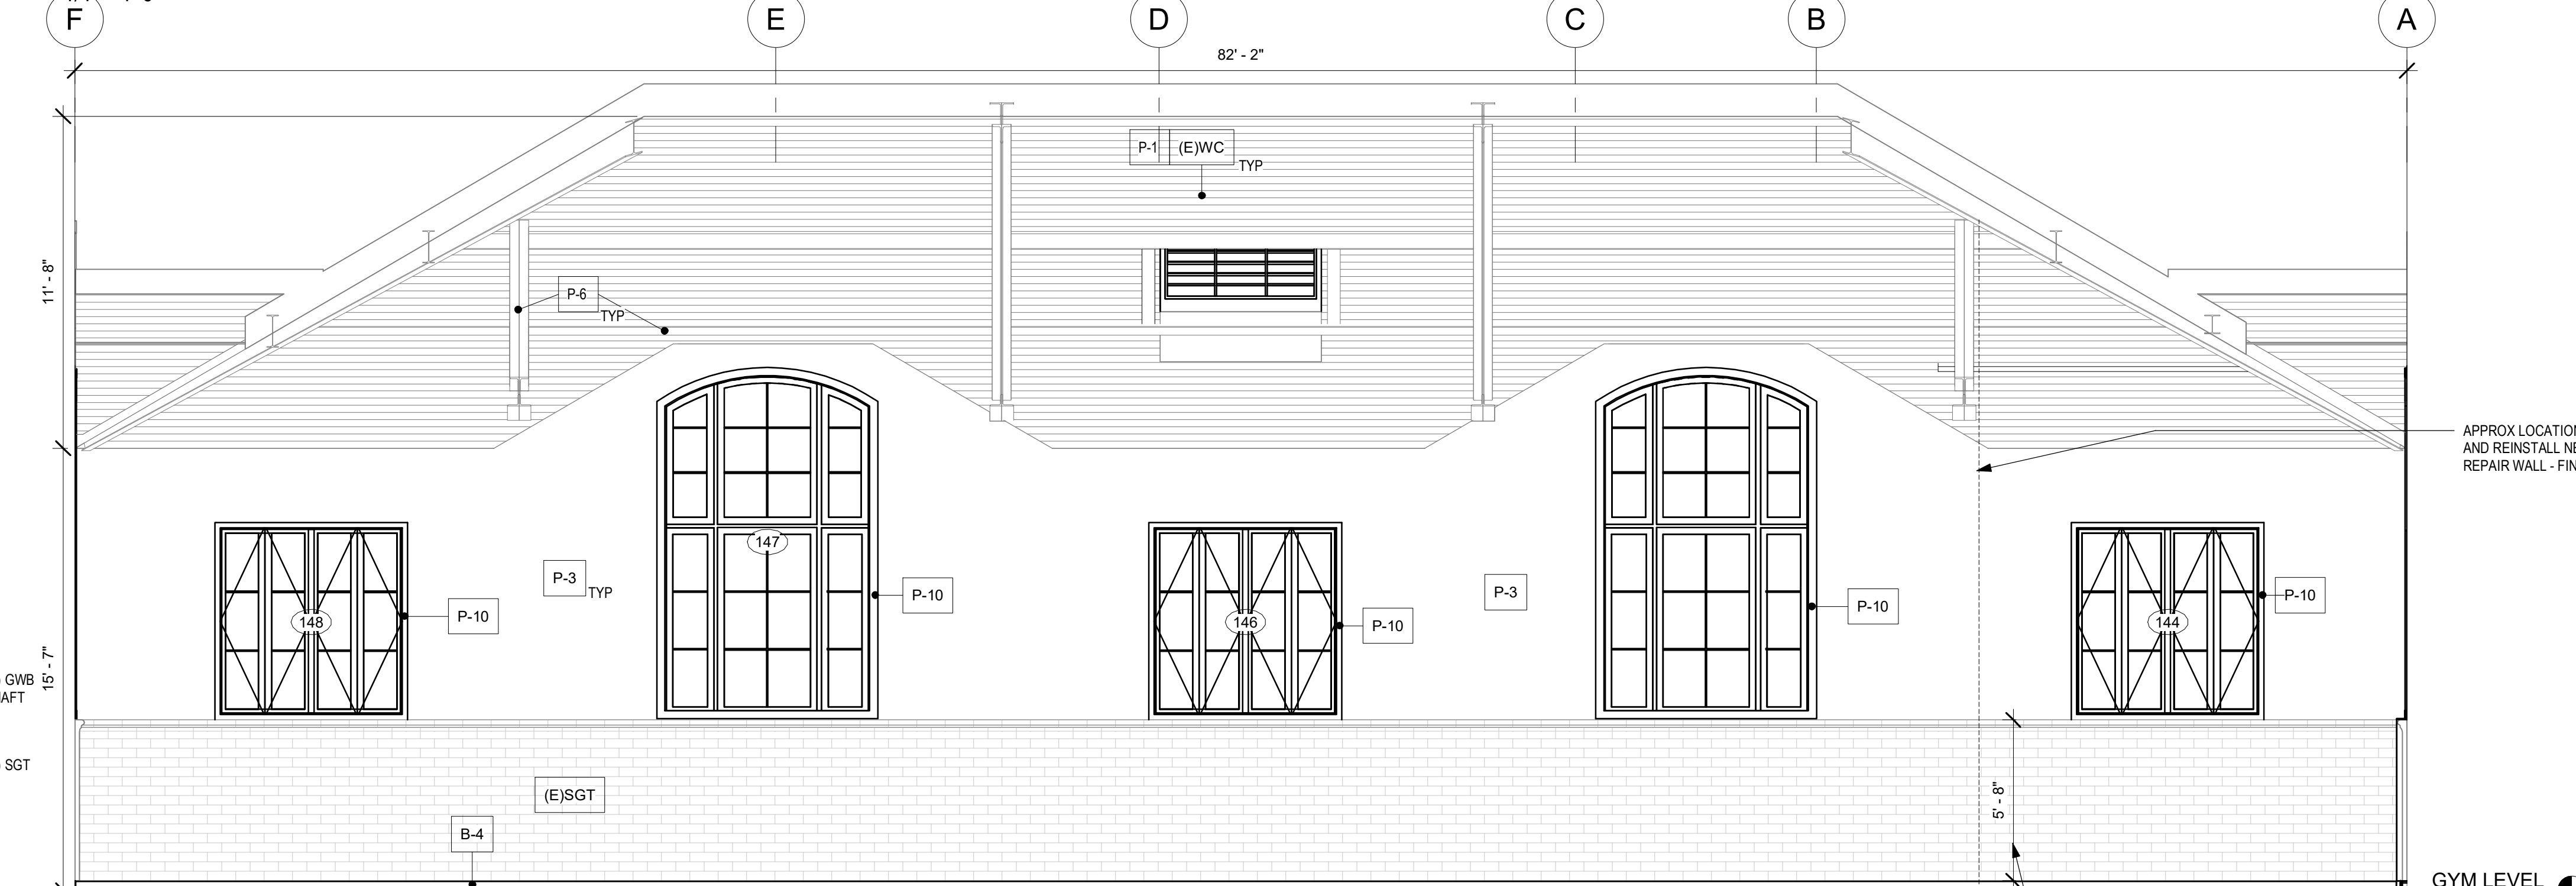 F
E
D
C
B
A
82' - 2"
P-1 (E)WC
TYP
11' - 8"
P-6
TYP
APPROX LOCATION
AND REINSTALL NE
REPAIR WALL - FIN
147
P-3
TYP
P-10
P-3
P-10
P-10
148
P-10
146
P-10
144
15' - 7"
GWB
AFT
SGT
(E)SGT
5' - 8"
B-4
GYM LEVEL